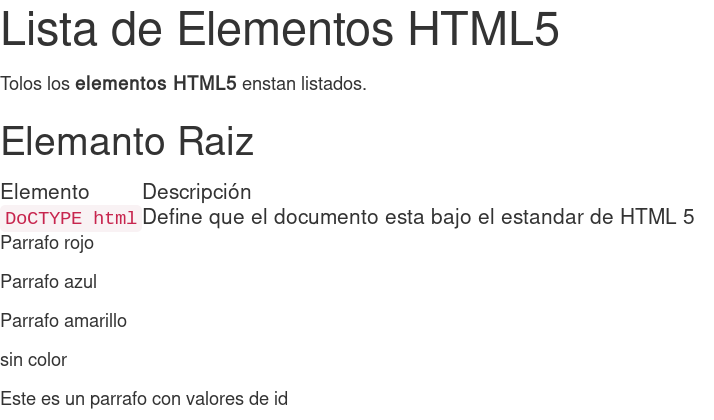 Lista de Elementos HTML5
Tolos los elementos HTML5 enstan listados.
Elemanto Raiz
Elemento Descripción
DoCTYPE html Define que el documento esta bajo el estandar de HTML 5
Parrafo rojo
Parrafo azul
Parrafo amarillo
sin color
Este es un parrafo con valores de id